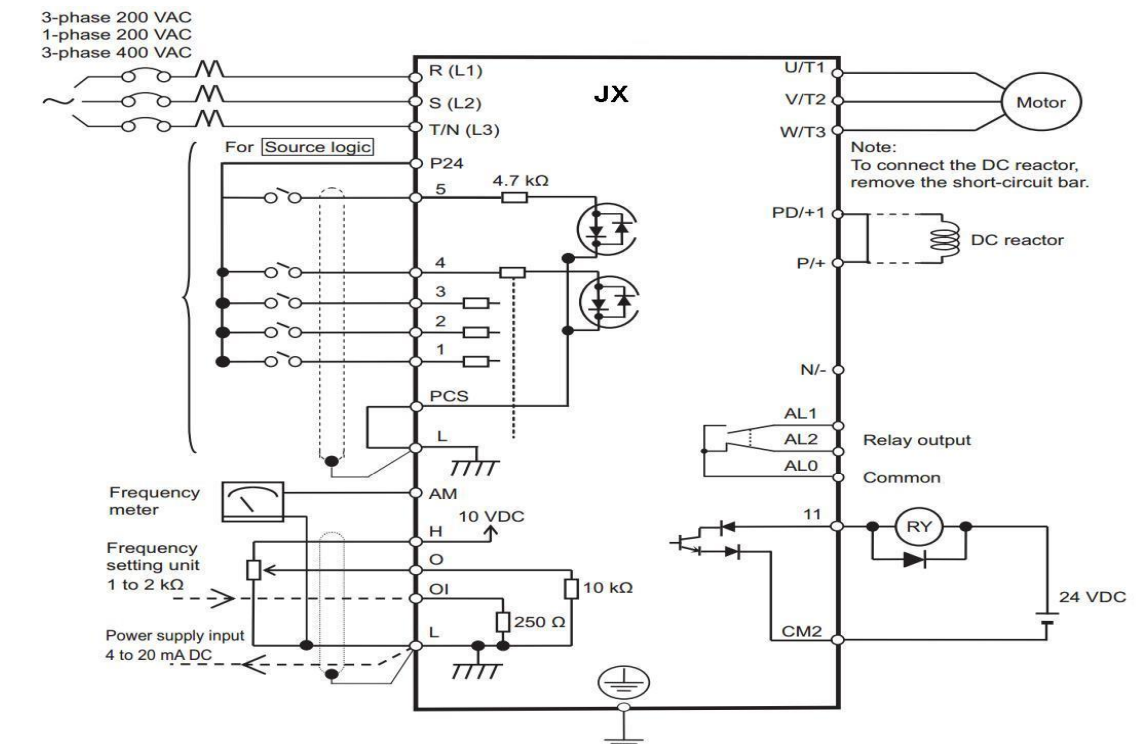 3-phase 200 VAC
1-phase 200 VAC
3-phase 400 VAC
R (L1)
S (L2)
T/N (L3)
JX
U/T1
V/T2
W/T3
Motor
Note:
To connect the DC reactor,
remove the short-circuit bar.
For Source logic
P24
5
4.7 kΩ
4
3
2
1
PCS
L
PD/+1
P/+
DC reactor
N/-
AL1
AL2
AL0
Relay output
Common
Frequency
meter
AM
H
10 VDC
O
OI
L
10 kΩ
250 Ω
Frequency
setting unit
1 to 2 kΩ
Power supply input
4 to 20 mA DC
11
RY
24 VDC
CM2